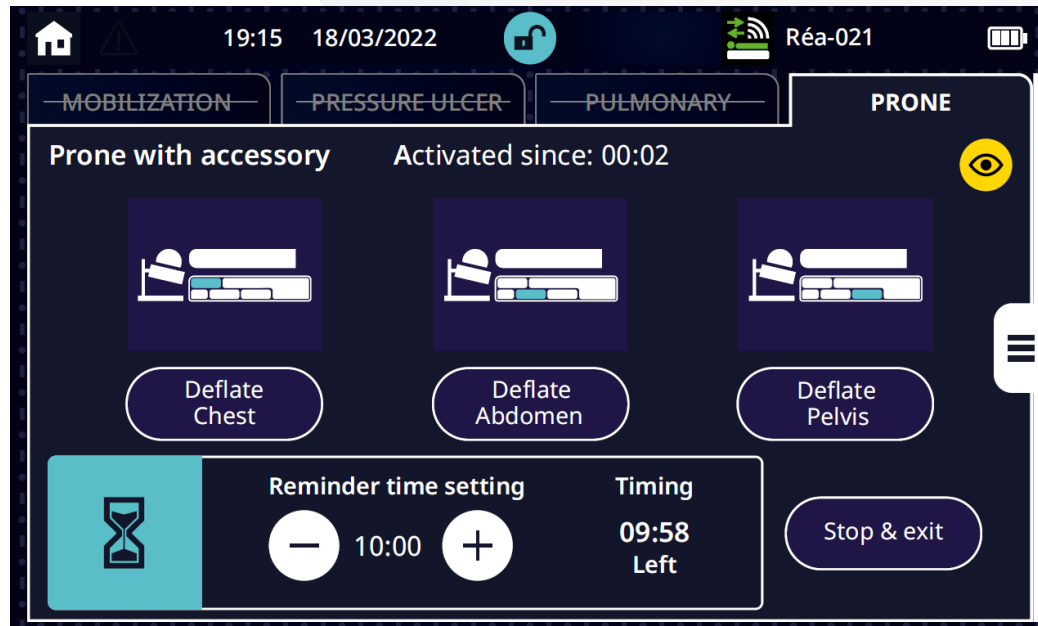 19:15 18/03/2022 Réa-021
MOBILIZATION PRESSURE ULCER PULMONARY PRONE
Prone with accessory Activated since: 00:02
Deflate
Chest
Deflate
Abdomen
Deflate
Pelvis
Reminder time setting
10:00
Timing
09:58
Left
Stop & exit